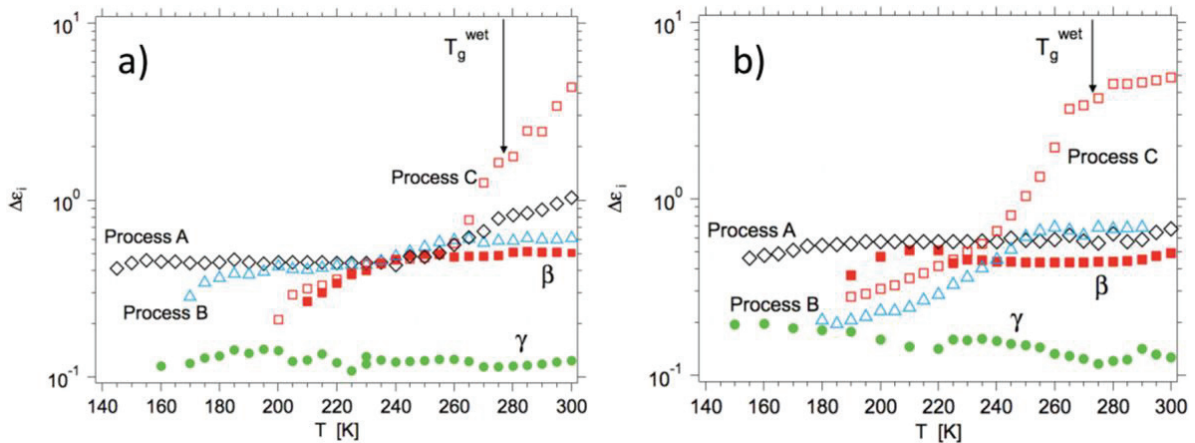 a)
T_g^wet
Process C
Process A
Process B
β
γ
Δε_i
10^1
10^0
10^-1
140 160 180 200 220 240 260 280 300
T [K]
b)
T_g^wet
Process C
Process A
Process B
β
γ
Δε_i
10^1
10^0
10^-1
140 160 180 200 220 240 260 280 300
T [K]